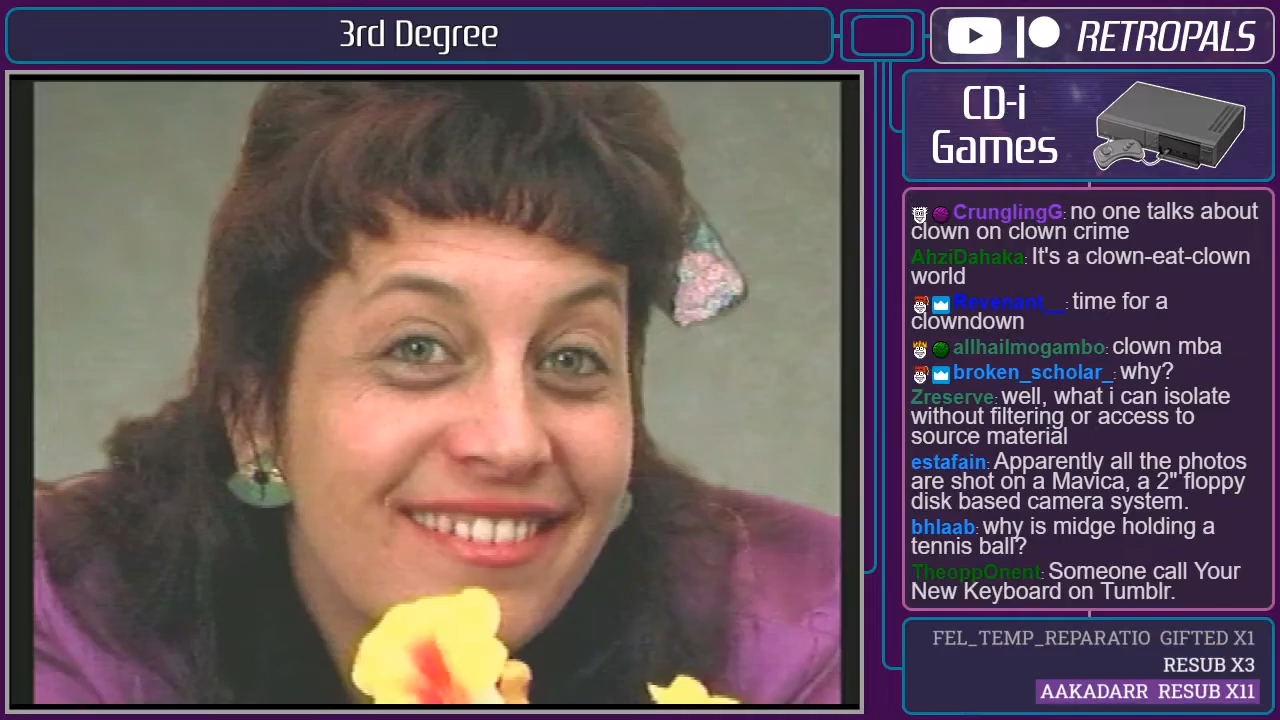 3rd Degree
RETROPALS
CD-i
Games
CrunglingG: no one talks about
clown on clown crime
AhziDahaka: It's a clown-eat-clown
world
Revenant__: time for a
clowndown
allhailmogambo: clown mba
broken_scholar_: why?
Zreserve: well, what i can isolate
without filtering or access to
source material
estafain: Apparently all the photos
are shot on a Mavica, a 2" floppy
disk based camera system.
bhlaab: why is midge holding a
tennis ball?
TheoppOnent: Someone call Your
New Keyboard on Tumblr.
FEL_TEMP_REPARATIO GIFTED X1
RESUB X3
AAKADARR RESUB X11